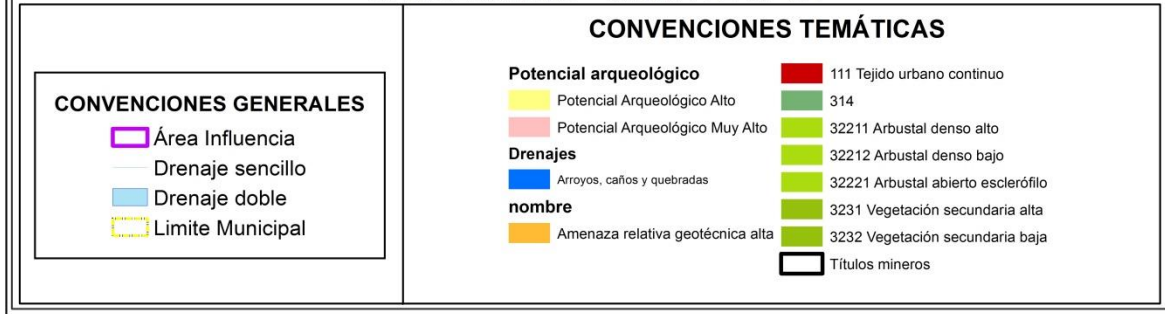 CONVENCIONES GENERALES
Área Influencia
Drenaje sencillo
Drenaje doble
Limite Municipal
CONVENCIONES TEMÁTICAS
Potencial arqueológico
Potencial Arqueológico Alto
Potencial Arqueológico Muy Alto
Drenajes
Arroyos, caños y quebradas
nombre
Amenaza relativa geotécnica alta
111 Tejido urbano continuo
314
32211 Arbustal denso alto
32212 Arbustal denso bajo
32221 Arbustal abierto esclerófilo
3231 Vegetación secundaria alta
3232 Vegetación secundaria baja
Títulos mineros